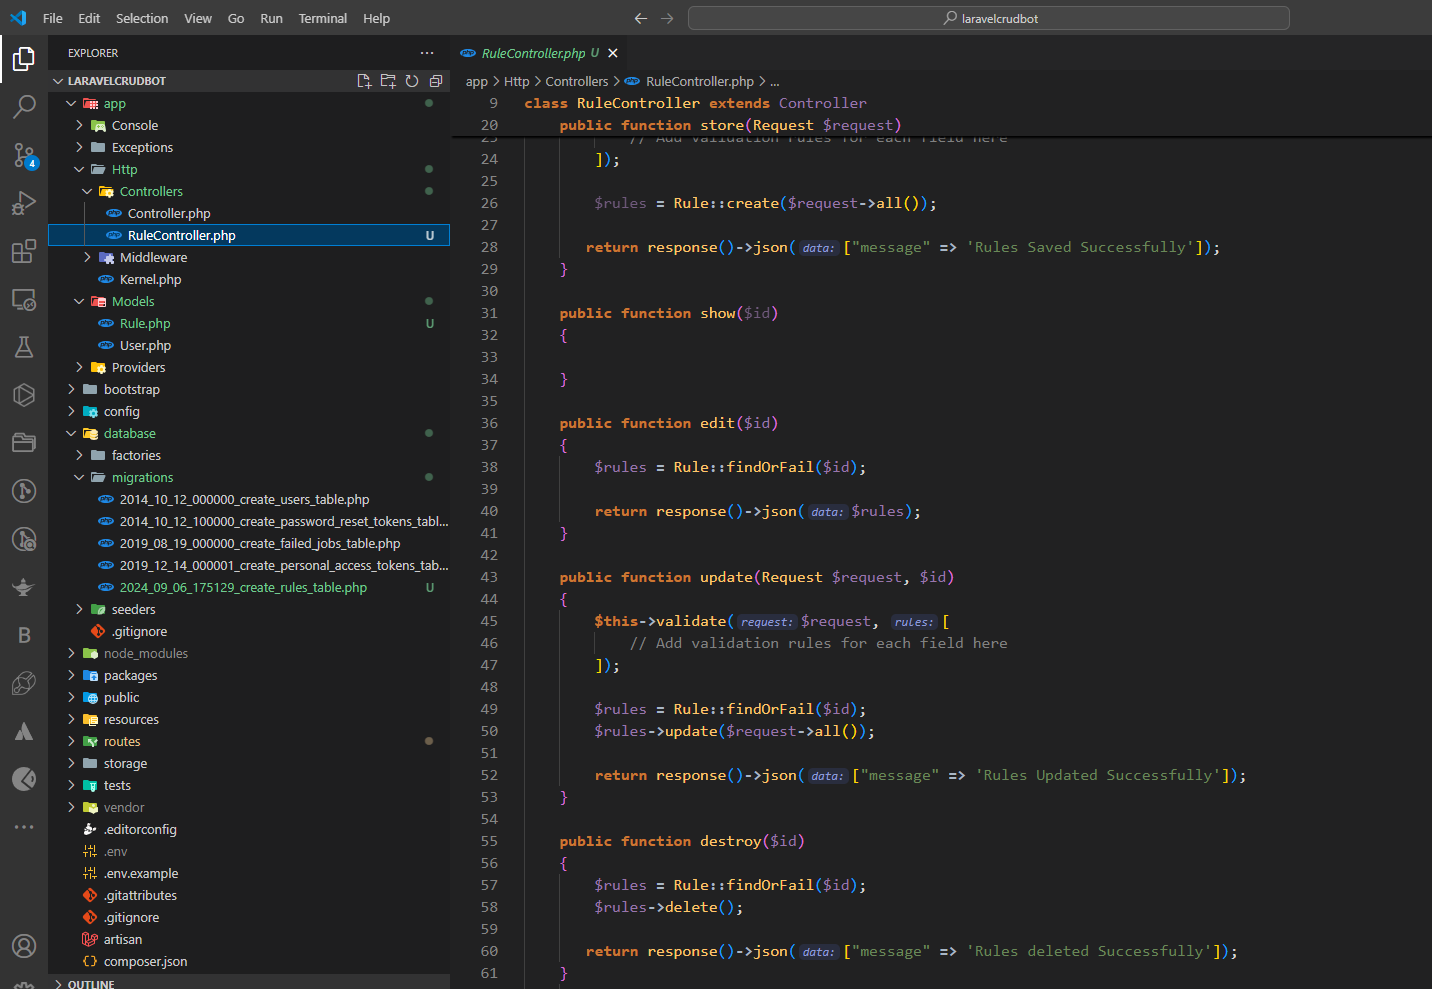 File Edit Selection View Go Run Terminal Help
laravelcrudbot
EXPLORER
LARAVELCRUDBOT
app
Console
Exceptions
Http
Controllers
Controller.php
RuleController.php U
Middleware
Kernel.php
Models
Rule.php U
User.php
Providers
bootstrap
config
database
factories
migrations
2014_10_12_000000_create_users_table.php
2014_10_12_100000_create_password_reset_tokens_tabl...
2019_08_19_000000_create_failed_jobs_table.php
2019_12_14_000001_create_personal_access_tokens_tab...
2024_09_06_175129_create_rules_table.php U
seeders
.gitignore
node_modules
packages
public
resources
routes
storage
tests
vendor
.editorconfig
.env
.env.example
.gitattributes
.gitignore
artisan
composer.json
OUTLINE
4
B
RuleController.php U
app > Http > Controllers > RuleController.php > ...
9 class RuleController extends Controller
20 public function store(Request $request)
23 // Add validation rules for each field here
24 ]);
25
26 $rules = Rule::create($request->all());
27
28 return response()->json(data: ["message" => 'Rules Saved Successfully']);
29 }
30
31 public function show($id)
32 {
33
34 }
35
36 public function edit($id)
37 {
38 $rules = Rule::findOrFail($id);
39
40 return response()->json(data: $rules);
41 }
42
43 public function update(Request $request, $id)
44 {
45 $this->validate(request: $request, rules: [
46 // Add validation rules for each field here
47 ]);
48
49 $rules = Rule::findOrFail($id);
50 $rules->update($request->all());
51
52 return response()->json(data: ["message" => 'Rules Updated Successfully']);
53 }
54
55 public function destroy($id)
56 {
57 $rules = Rule::findOrFail($id);
58 $rules->delete();
59
60 return response()->json(data: ["message" => 'Rules deleted Successfully']);
61 }